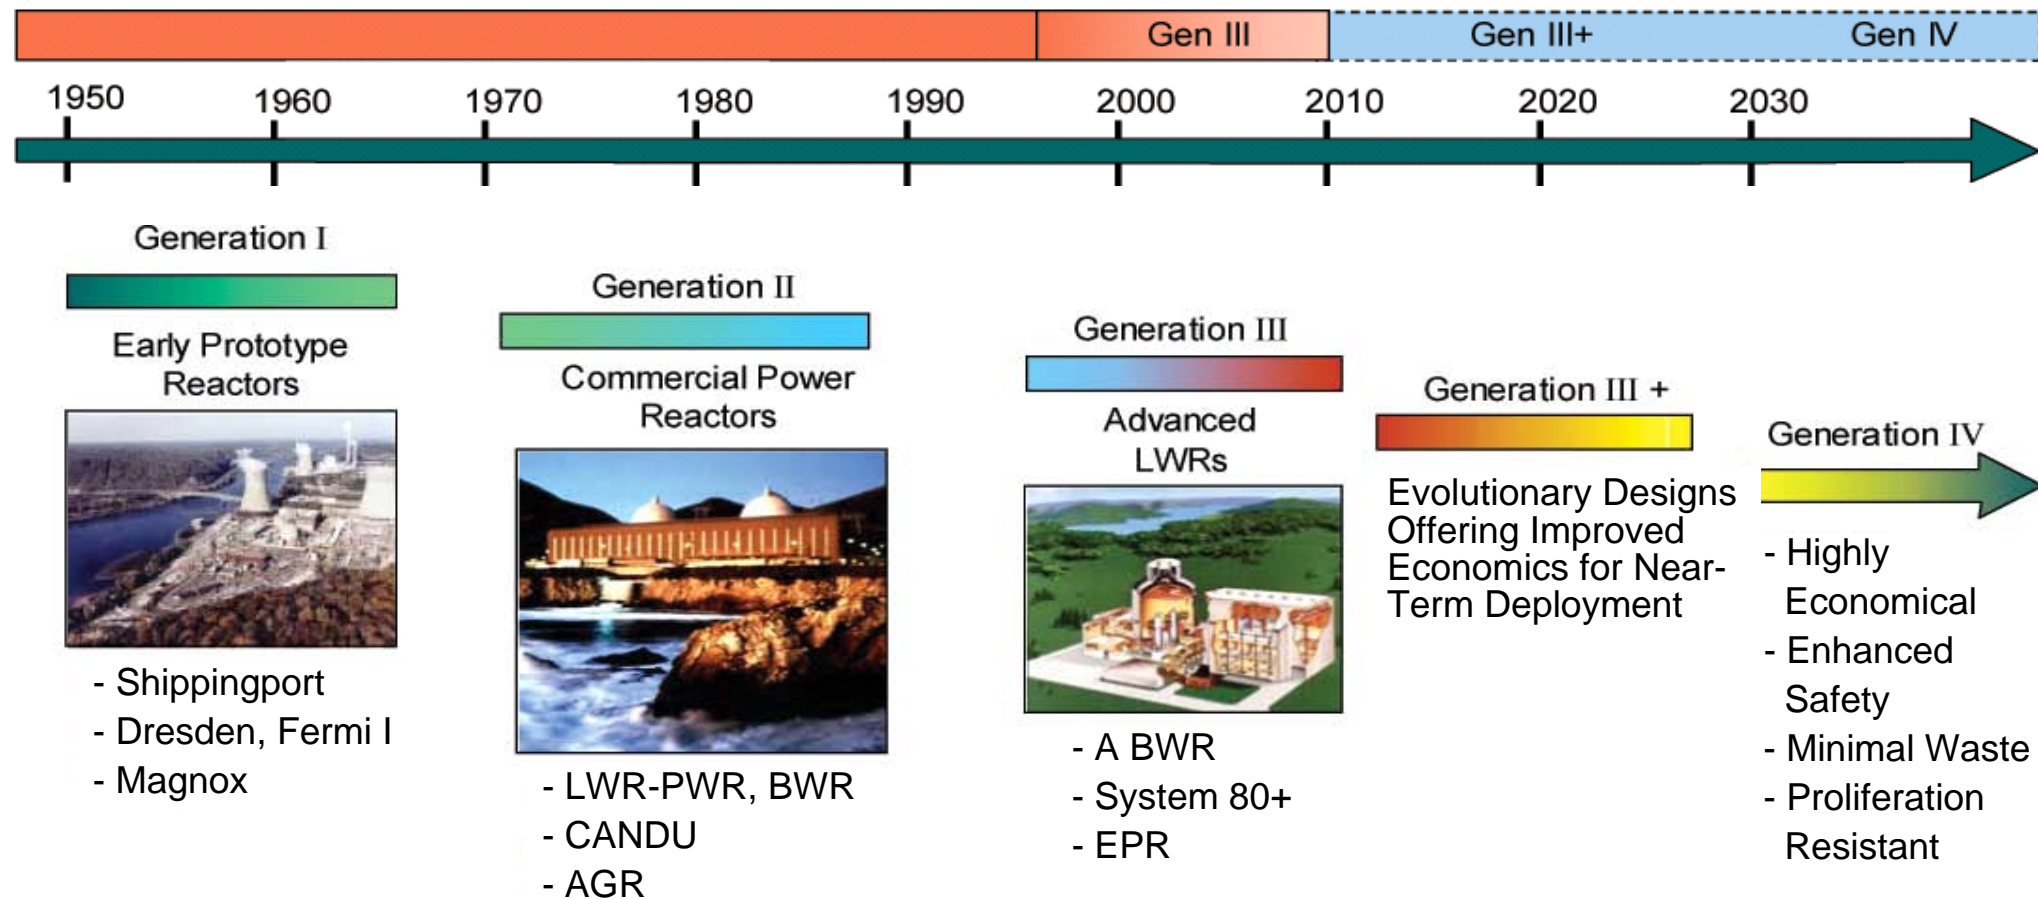 Gen III
Gen III+
Gen IV
1950
1960
1970
1980
1990
2000
2010
2020
2030
Generation I
Early Prototype
Reactors
- Shippingport
- Dresden, Fermi I
- Magnox
Generation II
Commercial Power
Reactors
- LWR-PWR, BWR
- CANDU
- AGR
Generation III
Advanced
LWRs
- A BWR
- System 80+
- EPR
Generation III +
Evolutionary Designs
Offering Improved
Economics for Near-
Term Deployment
Generation IV
- Highly
Economical
- Enhanced
Safety
- Minimal Waste
- Proliferation
Resistant